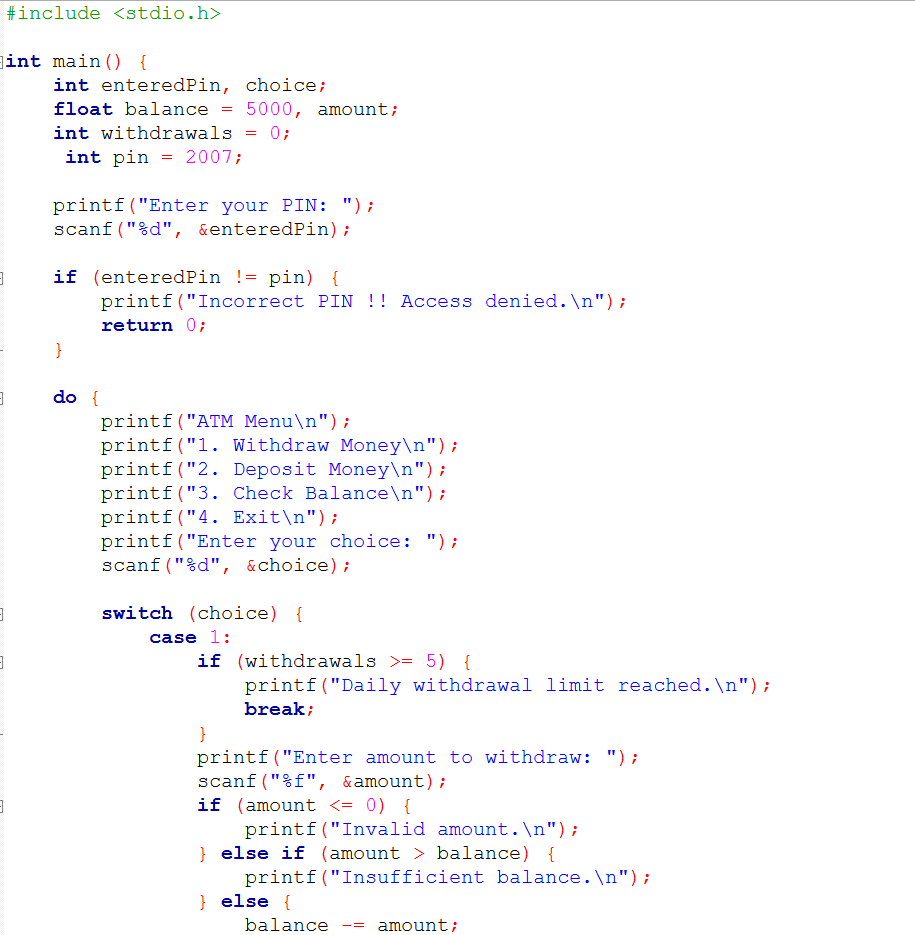 #include <stdio.h>
int main() {
    int enteredPin, choice;
    float balance = 5000, amount;
    int withdrawals = 0;
     int pin = 2007;
    printf("Enter your PIN: ");
    scanf("%d", &enteredPin);
    if (enteredPin != pin) {
        printf("Incorrect PIN !! Access denied.\n");
        return 0;
    }
    do {
        printf("ATM Menu\n");
        printf("1. Withdraw Money\n");
        printf("2. Deposit Money\n");
        printf("3. Check Balance\n");
        printf("4. Exit\n");
        printf("Enter your choice: ");
        scanf("%d", &choice);
        switch (choice) {
            case 1:
                if (withdrawals >= 5) {
                    printf("Daily withdrawal limit reached.\n");
                    break;
                }
                printf("Enter amount to withdraw: ");
                scanf("%f", &amount);
                if (amount <= 0) {
                    printf("Invalid amount.\n");
                } else if (amount > balance) {
                    printf("Insufficient balance.\n");
                } else {
                    balance -= amount;